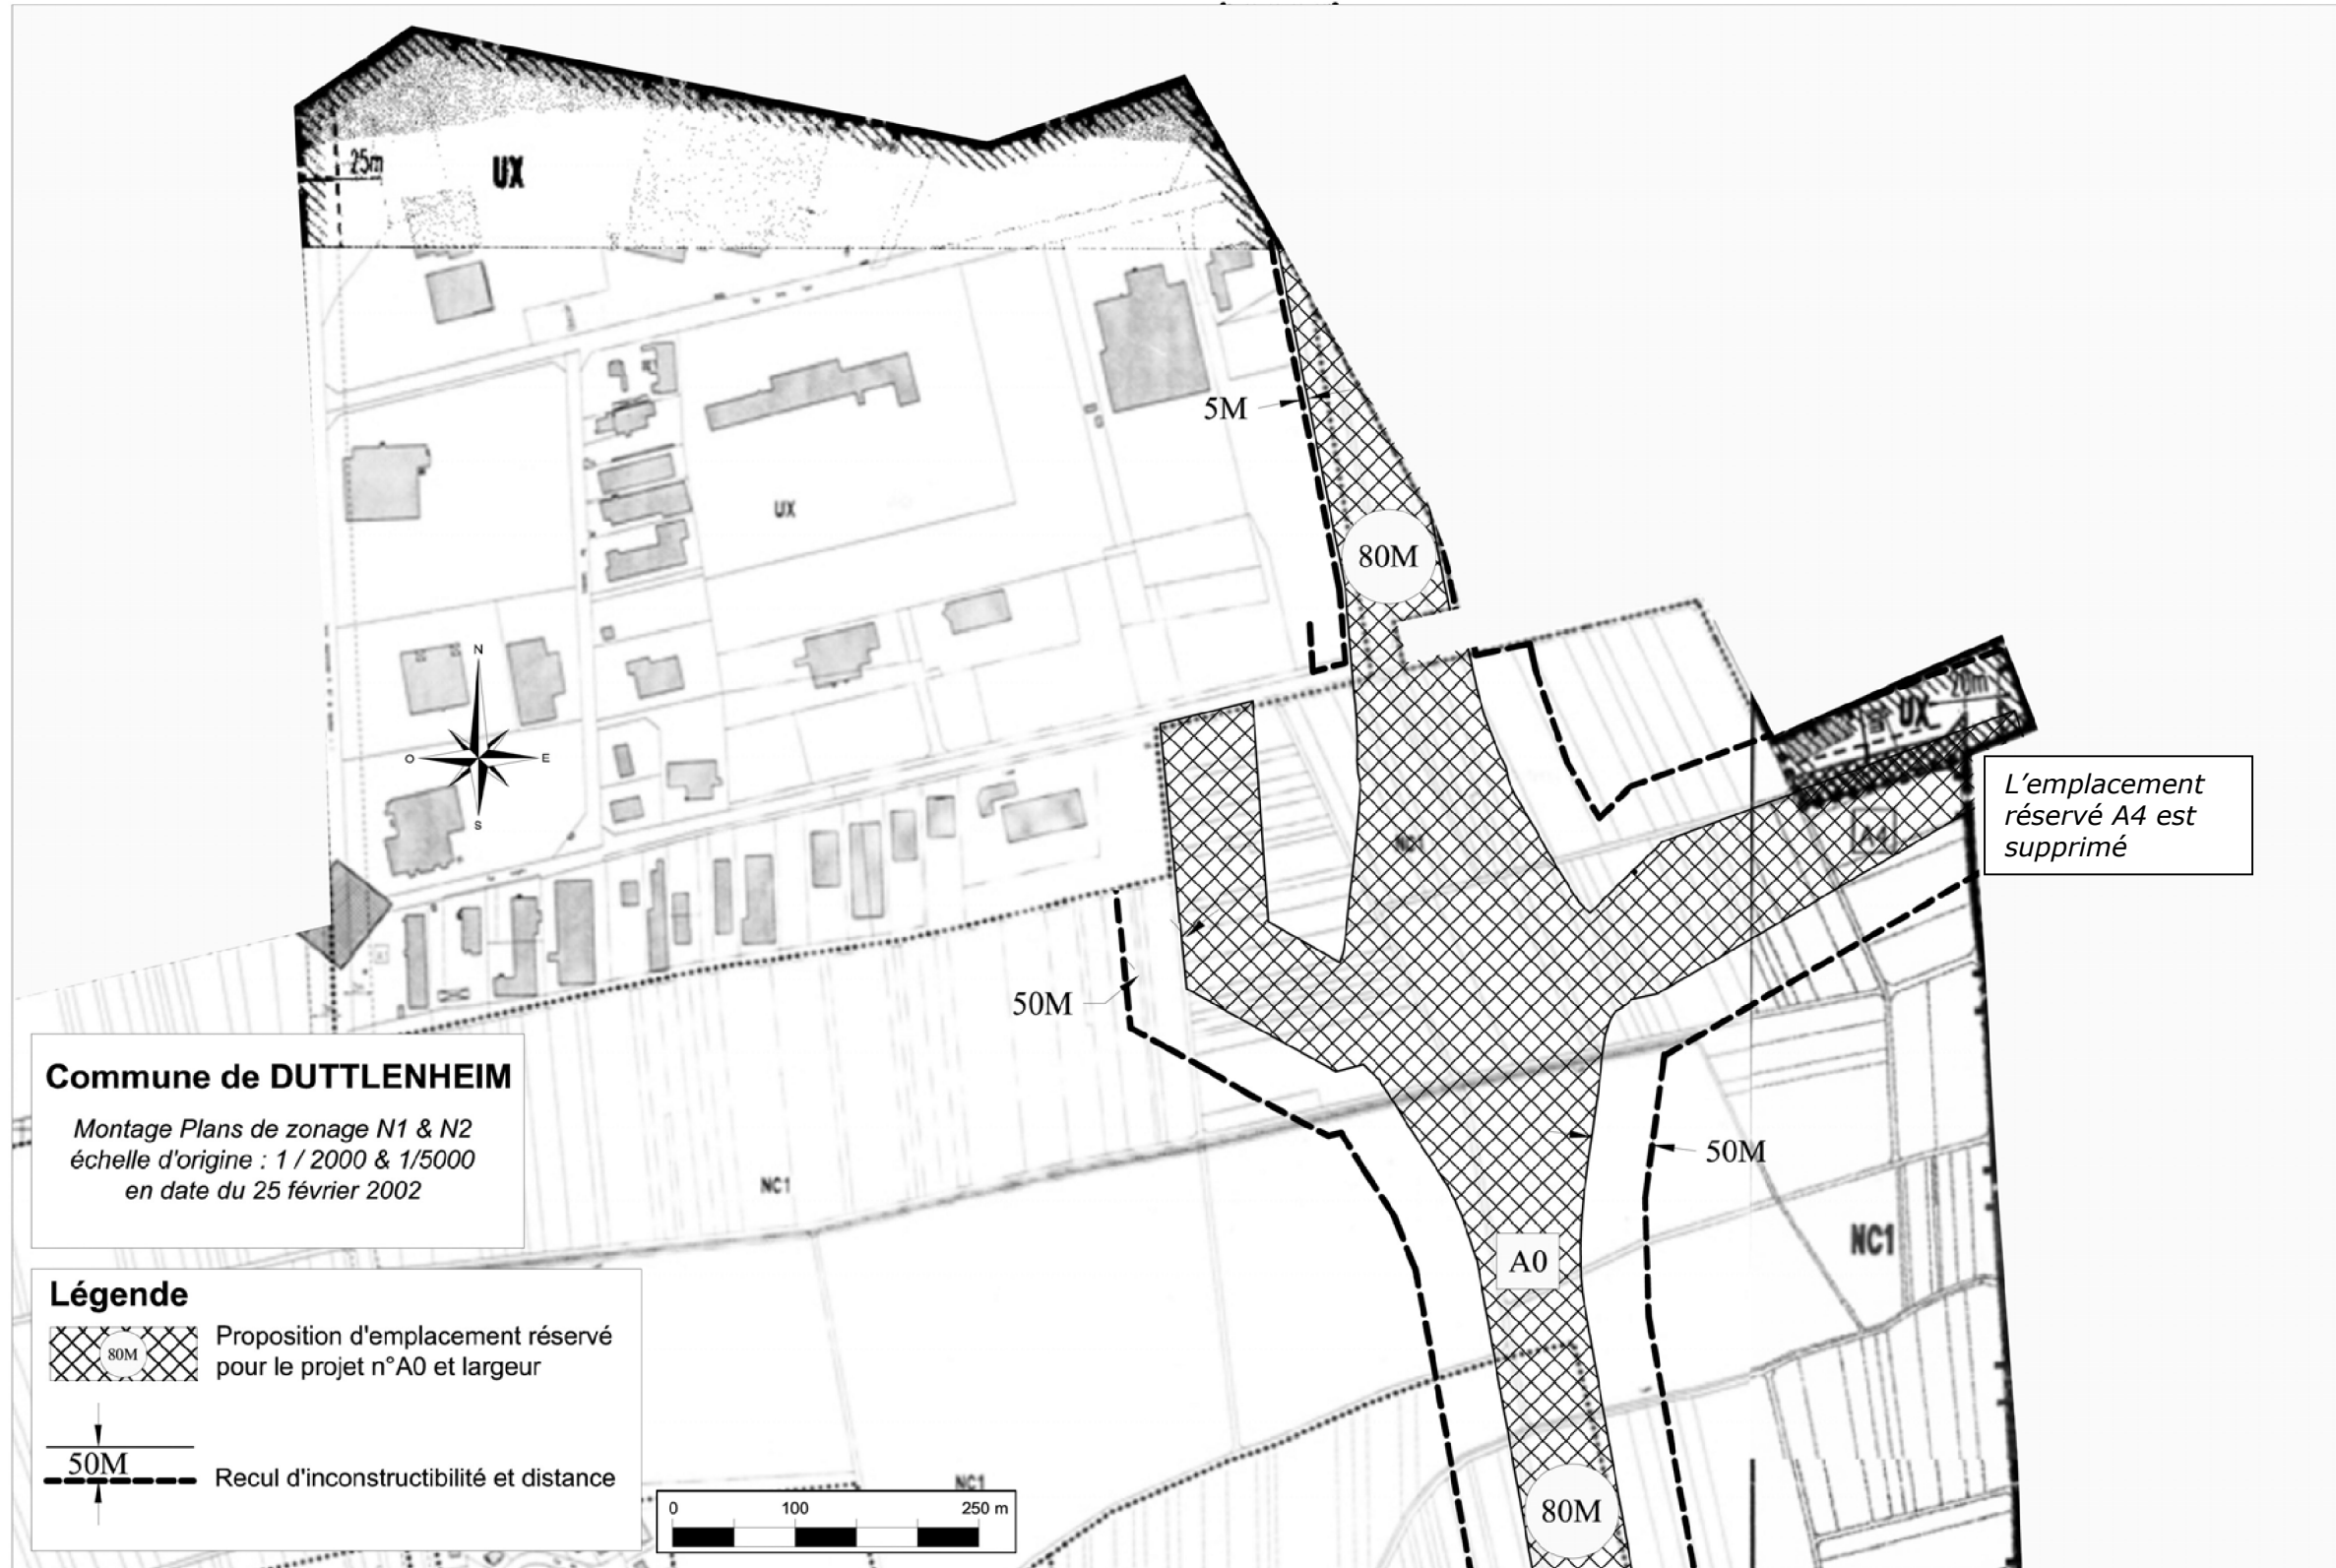 25m
UX
5M
UX
80M
N
O
E
S
20m
UX
L'emplacement
réservé A4 est
supprimé
A4
NC1
50M
Commune de DUTTLENHEIM
Montage Plans de zonage N1 & N2
échelle d'origine : 1 / 2000 & 1/5000
en date du 25 février 2002
50M
NC1
NC1
A0
Légende
80M
Proposition d'emplacement réservé
pour le projet n°A0 et largeur
50M
Recul d'inconstructibilité et distance
NC1
0
100
250 m
80M